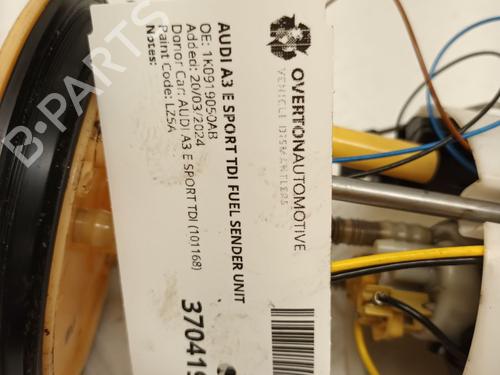 OVERTONAUTOMOTIVE
VEHICLE DISMANTLERS
AUDI A3 E SPORT TDI FUEL SENDER UNIT
OE: 1K0919050AB
Added: 20/03/2024
Donor Car: AUDI A3 E SPORT TDI (101168)
Paint Code: LZ5A
Notes:
B-PARTS